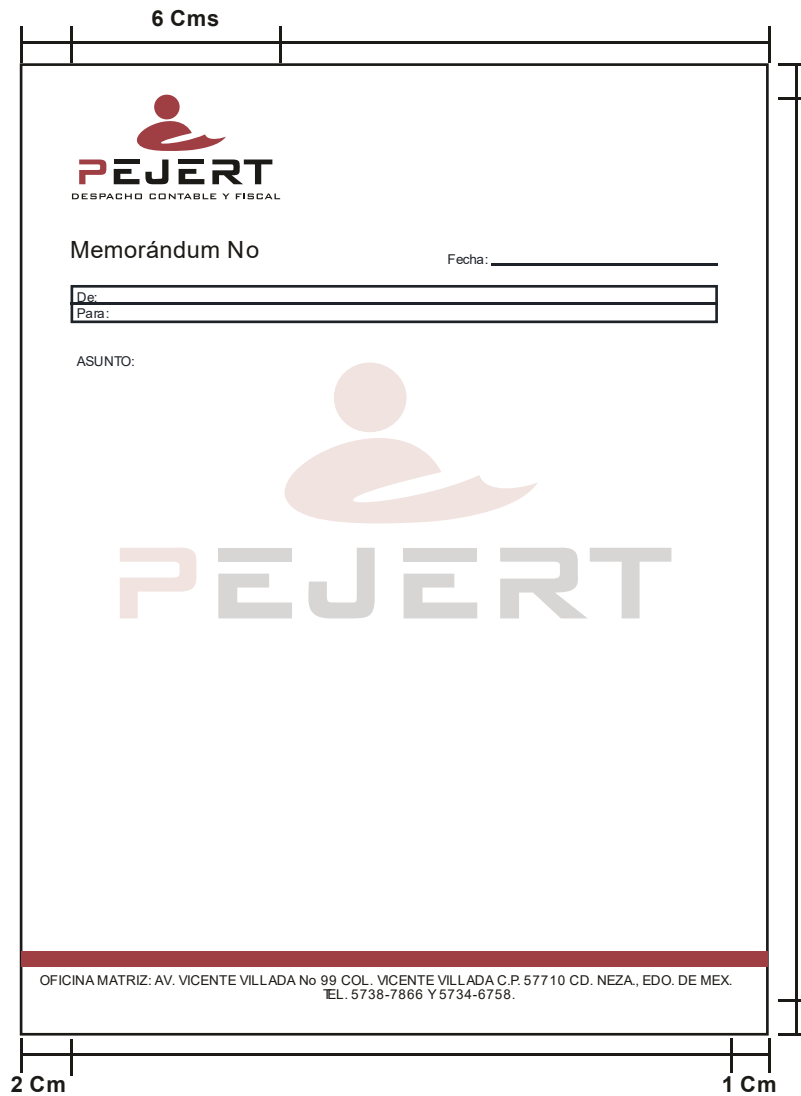 6 Cms
PEJERT
DESPACHO CONTABLE Y FISCAL
Memorándum No
Fecha:
De:
Para:
ASUNTO:
PEJERT
OFICINA MATRIZ: AV. VICENTE VILLADA No 99 COL. VICENTE VILLADA C.P. 57710 CD. NEZA., EDO. DE MEX.
TEL. 5738-7866 Y 5734-6758.
2 Cm
1 Cm